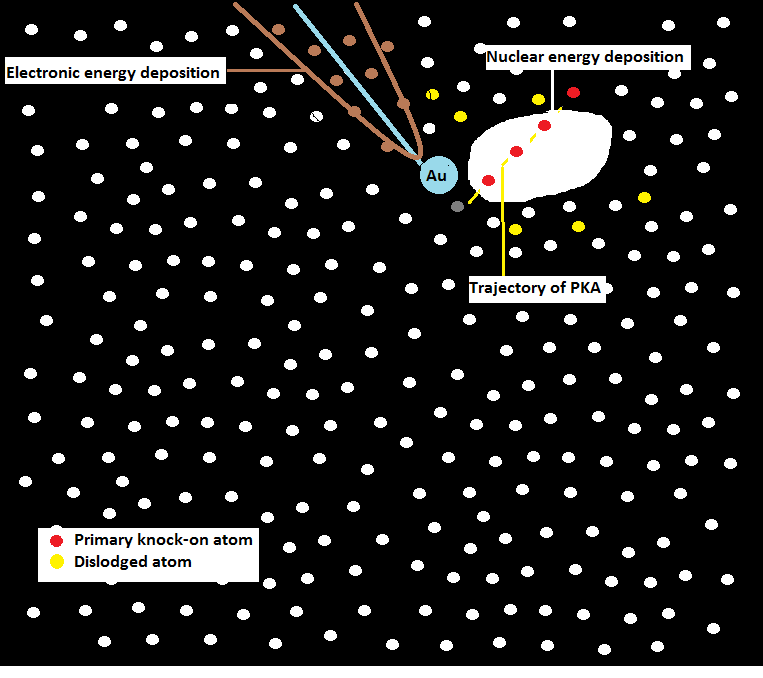 Nuclear energy deposition
Electronic energy deposition
Au
Trajectory of PKA
Primary knock-on atom
Dislodged atom